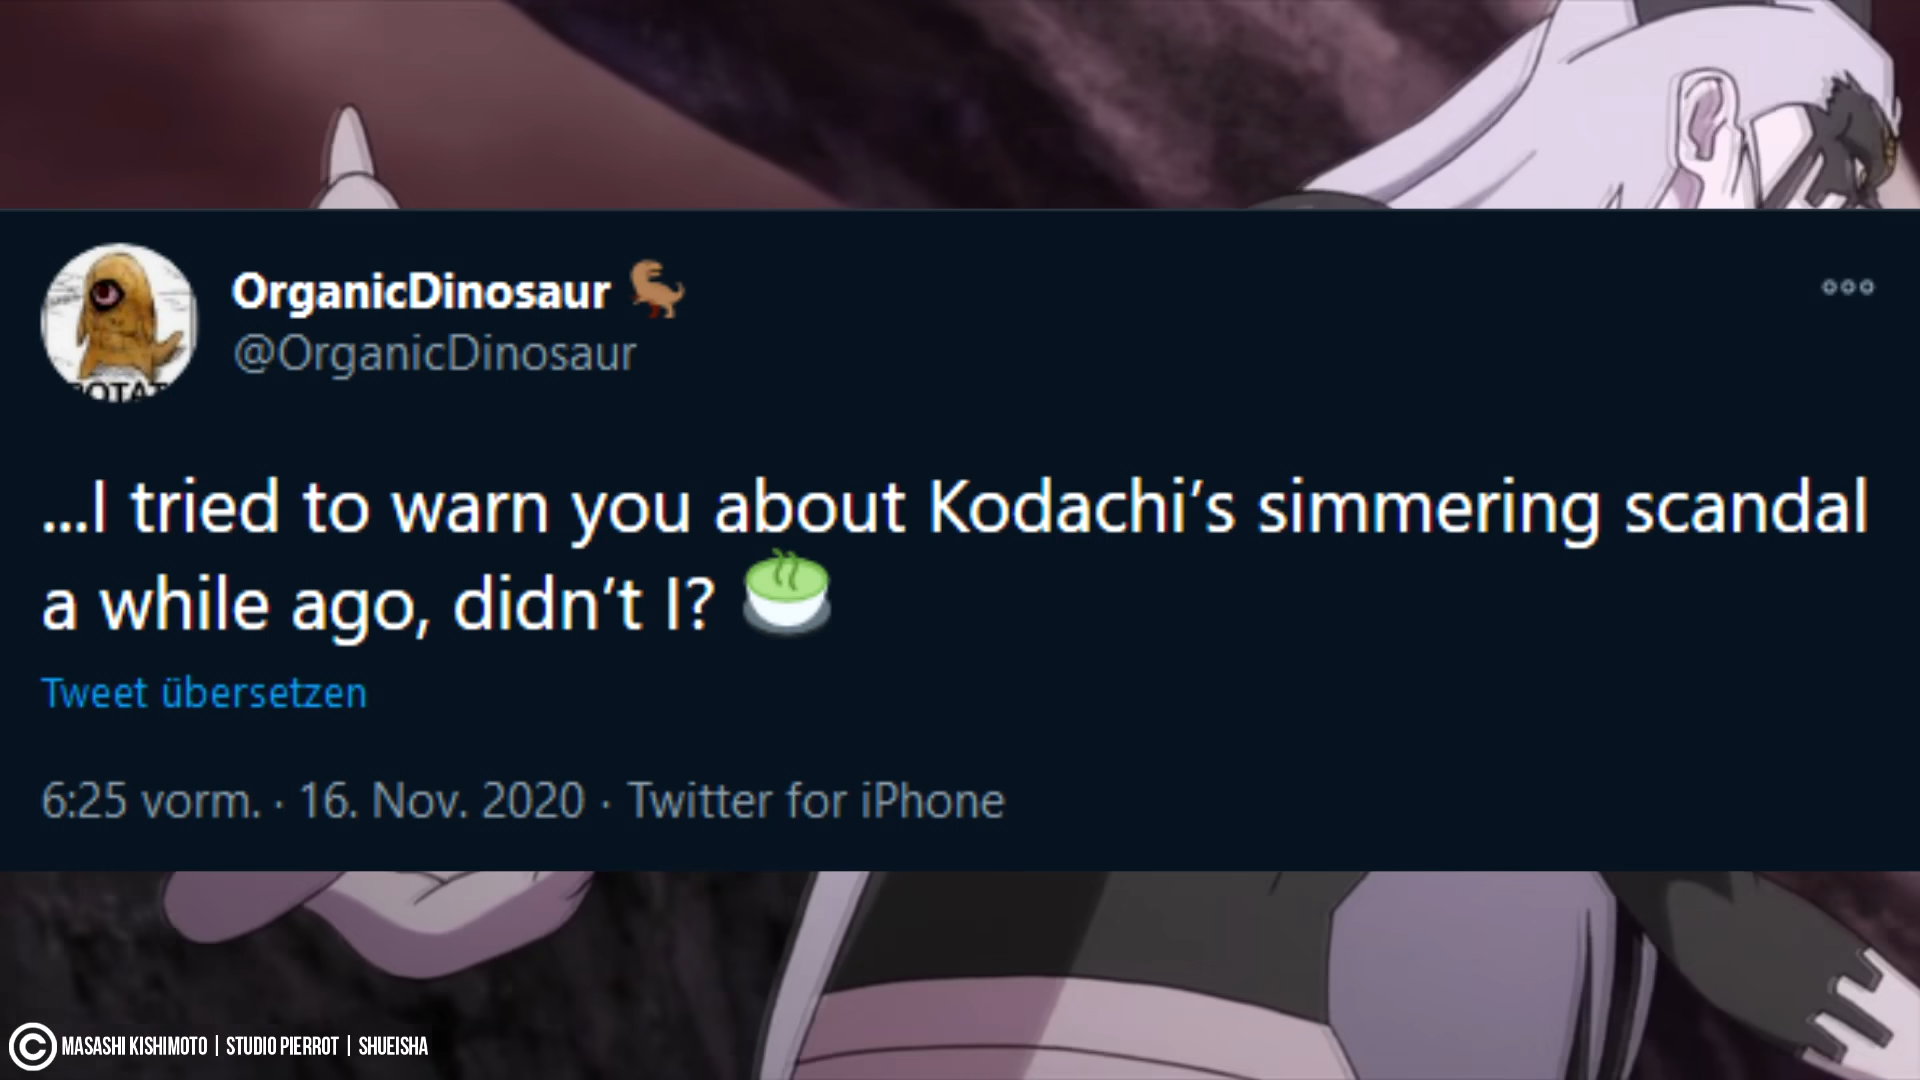 OrganicDinosaur 🦖
@OrganicDinosaur
...I tried to warn you about Kodachi’s simmering scandal
a while ago, didn’t I? 🍵
Tweet übersetzen
6:25 vorm. · 16. Nov. 2020 · Twitter for iPhone
© MASASHI KISHIMOTO | STUDIO PIERROT | SHUEISHA